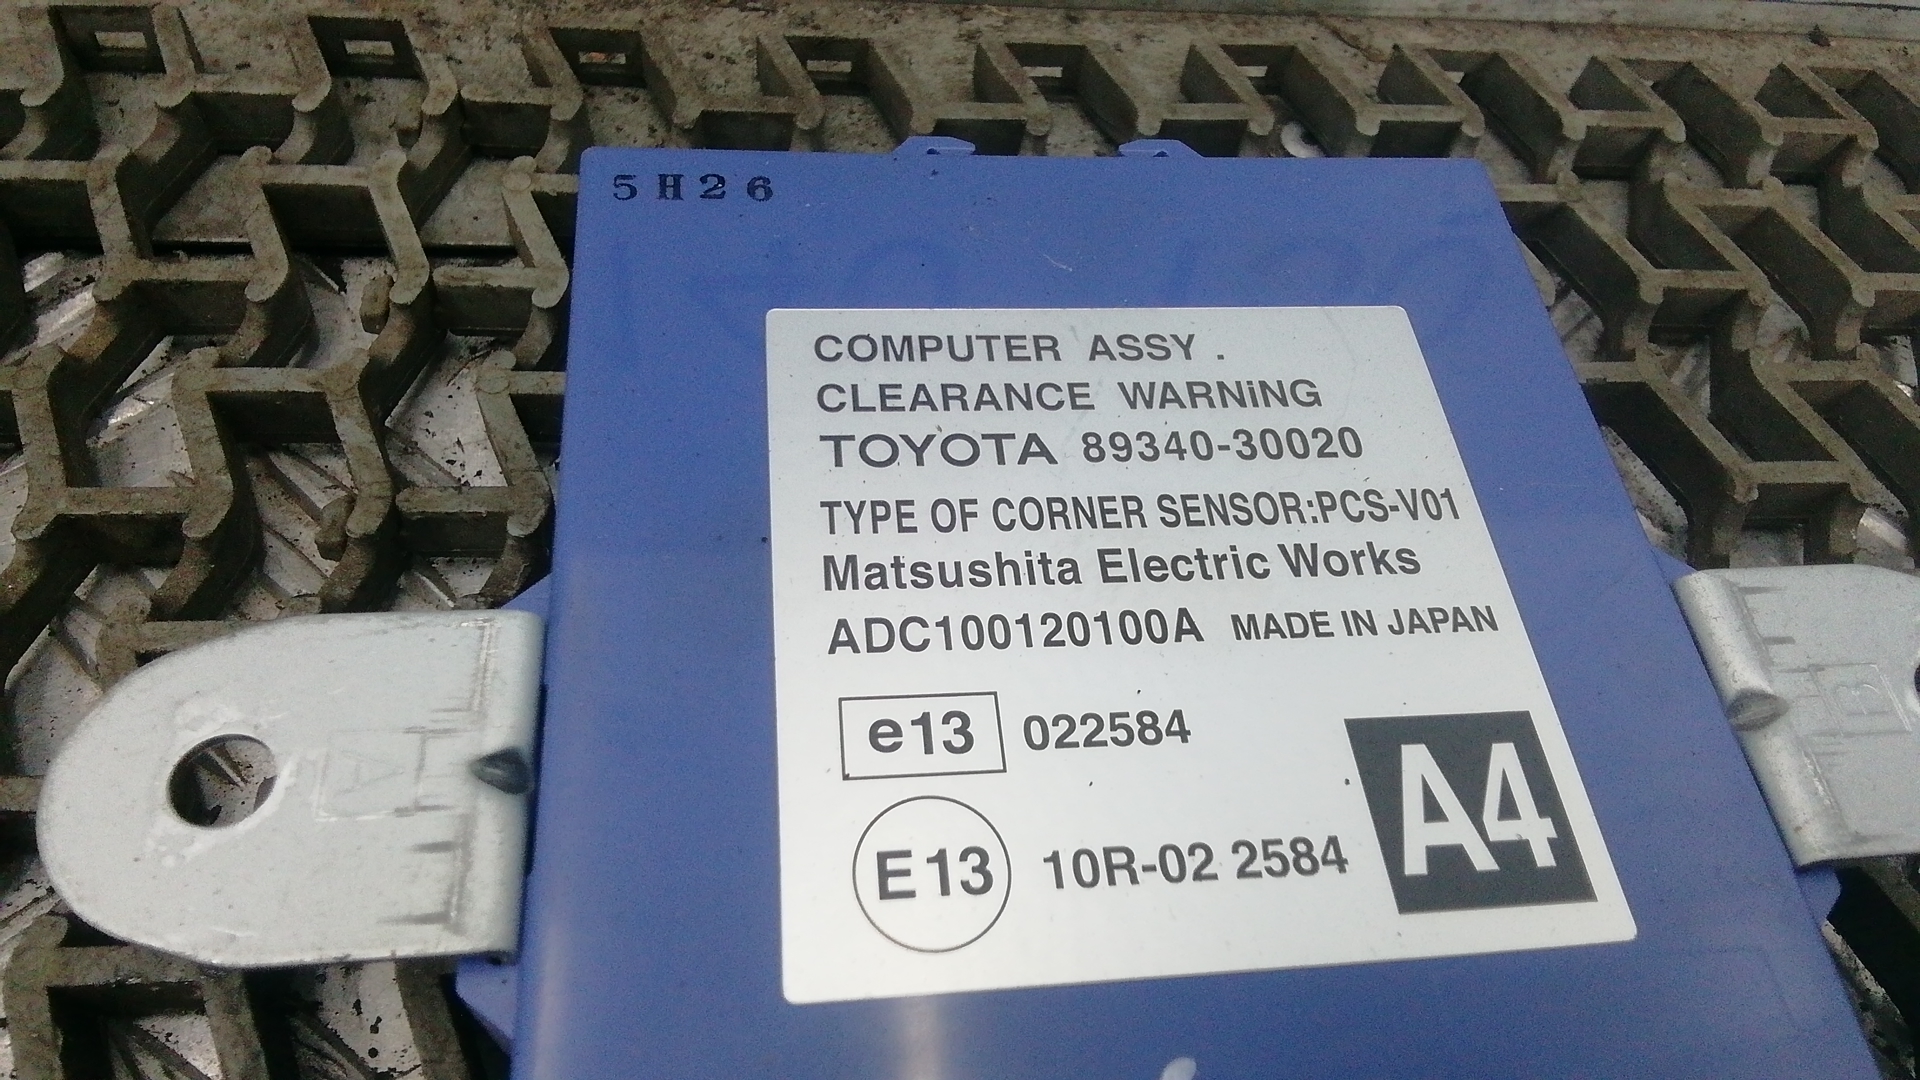 5H26
COMPUTER ASSY.
CLEARANCE WARNiNG
TOYOTA 89340-30020
TYPE OF CORNER SENSOR:PCS-V01
Matsushita Electric Works
ADC100120100A MADE IN JAPAN
e13 022584
E13 10R-02 2584
A4
A
B